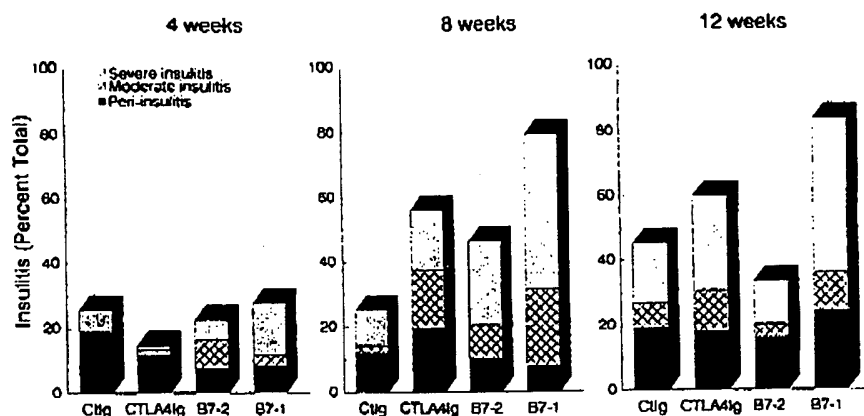 4 weeks
8 weeks
12 weeks
Insulitis (Percent Total)
100
80
60
40
20
0
Severe insulitis
Moderate insulitis
Peri-insulitis
Ctlg CTLA4Ig B7-2 B7-1
100
80
60
40
20
0
Ctlg CTLA4Ig B7-2 B7-1
100
80
60
40
20
0
Ctlg CTLA4Ig B7-2 B7-1